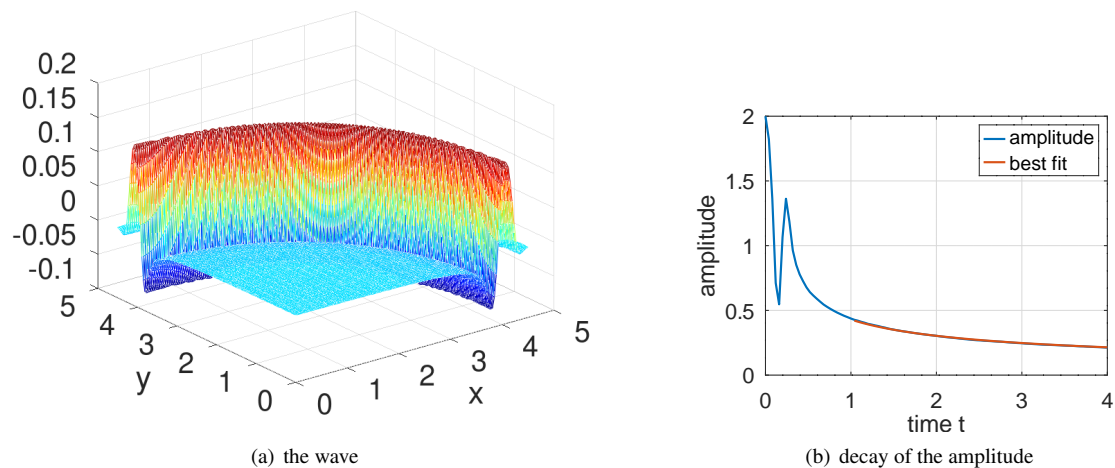 0.2
0.15
0.1
0.05
0
-0.05
-0.1
5
4
3
2
1
0
y
0
1
2
3
4
5
x
(a) the wave
2
1.5
1
0.5
0
amplitude
amplitude
best fit
0 1 2 3 4
time t
(b) decay of the amplitude